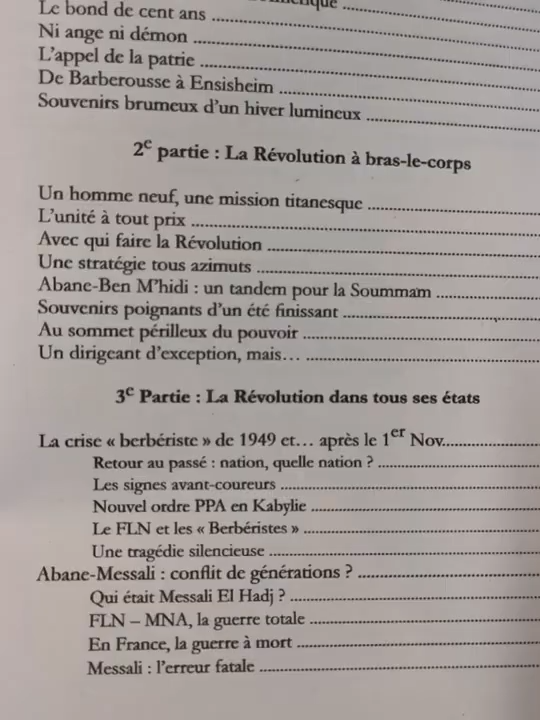 Le bond de cent ans ....................
Ni ange ni démon ....................
L'appel de la patrie ....................
De Barberousse à Ensisheim ....................
Souvenirs brumeux d'un hiver lumineux ....................
2e partie : La Révolution à bras-le-corps
Un homme neuf, une mission titanesque ....................
L'unité à tout prix ....................
Avec qui faire la Révolution ....................
Une stratégie tous azimuts ....................
Abane-Ben M'hidi : un tandem pour la Soummam ....................
Souvenirs poignants d'un été finissant ....................
Au sommet périlleux du pouvoir ....................
Un dirigeant d'exception, mais... ....................
3e Partie : La Révolution dans tous ses états
La crise « berbériste » de 1949 et... après le 1er Nov....................
Retour au passé : nation, quelle nation ? ....................
Les signes avant-coureurs ....................
Nouvel ordre PPA en Kabylie ....................
Le FLN et les « Berbéristes » ....................
Une tragédie silencieuse ....................
Abane-Messali : conflit de générations ? ....................
Qui était Messali El Hadj ? ....................
FLN – MNA, la guerre totale ....................
En France, la guerre à mort ....................
Messali : l'erreur fatale ....................